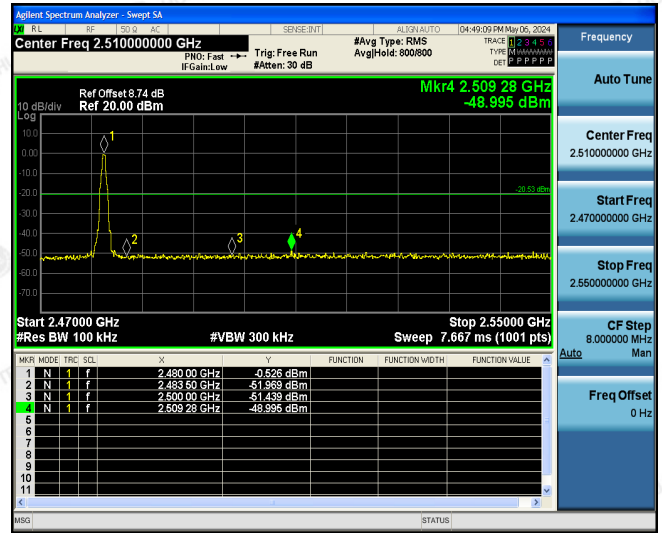 Agilent Spectrum Analyzer - Swept SA
LXI RL RF 50 Ω AC SENSE:INT ALIGN AUTO 04:49:09 PM May 06, 2024
Center Freq 2.510000000 GHz #Avg Type: RMS TRACE 1 2 3 4 5 6
PNO: Fast Trig: Free Run Avg|Hold: 800/800 TYPE M
IFGain:Low #Atten: 30 dB DET P P P P P P
Mkr4 2.509 28 GHz
-48.995 dBm
Ref Offset 8.74 dB
10 dB/div Ref 20.00 dBm
Log
10.0
0.00
-10.0
-20.0
-30.0
-40.0
-50.0
-60.0
-70.0
1
2
3
4
-20.53 dBm
Start 2.47000 GHz Stop 2.55000 GHz
#Res BW 100 kHz #VBW 300 kHz Sweep 7.667 ms (1001 pts)
MKR MODE TRC SCL X Y FUNCTION FUNCTION WIDTH FUNCTION VALUE
1 N 1 f 2.480 00 GHz -0.526 dBm
2 N 1 f 2.483 50 GHz -51.969 dBm
3 N 1 f 2.500 00 GHz -51.439 dBm
4 N 1 f 2.509 28 GHz -48.995 dBm
5
6
7
8
9
10
11
MSG STATUS
Frequency
Auto Tune
Center Freq
2.510000000 GHz
Start Freq
2.470000000 GHz
Stop Freq
2.550000000 GHz
CF Step
8.000000 MHz
Auto Man
Freq Offset
0 Hz